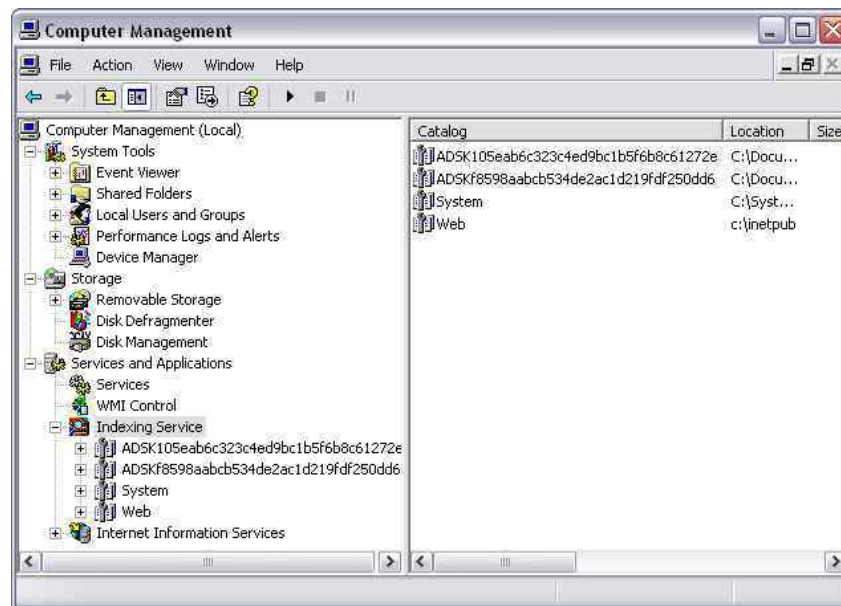 Computer Management
File Action View Window Help
Computer Management (Local)
System Tools
Event Viewer
Shared Folders
Local Users and Groups
Performance Logs and Alerts
Device Manager
Storage
Removable Storage
Disk Defragmenter
Disk Management
Services and Applications
Services
WMI Control
Indexing Service
ADSK105eab6c323c4ed9bc1b5f6b8c61272e
ADSKf8598aabcb534de2ac1d219fdf250dd6
System
Web
Internet Information Services
Catalog Location Size
ADSK105eab6c323c4ed9bc1b5f6b8c61272e C:\Docu...
ADSKf8598aabcb534de2ac1d219fdf250dd6 C:\Docu...
System C:\Syst...
Web c:\inetpub